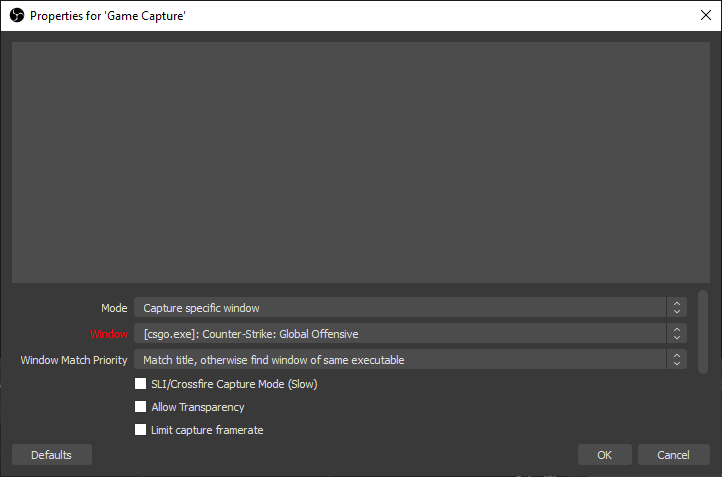 Properties for 'Game Capture'
Mode Capture specific window
Window [csgo.exe]: Counter-Strike: Global Offensive
Window Match Priority Match title, otherwise find window of same executable
SLI/Crossfire Capture Mode (Slow)
Allow Transparency
Limit capture framerate
Defaults OK Cancel